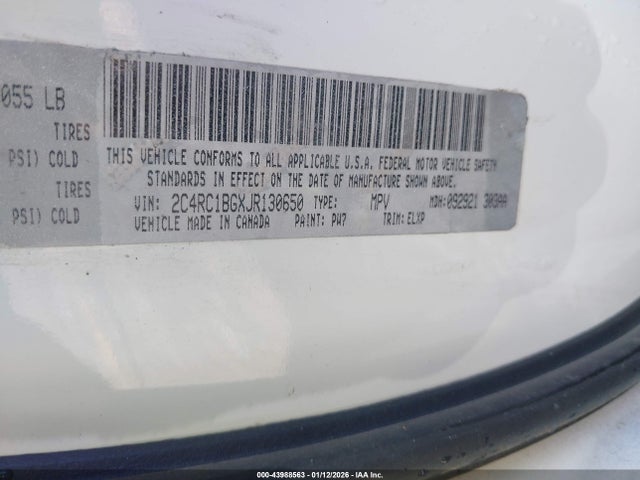 055 LB
TIRES
PSI) COLD
TIRES
PSI) COLD
THIS VEHICLE CONFORMS TO ALL APPLICABLE U.S.A. FEDERAL MOTOR VEHICLE SAFETY
STANDARDS IN EFFECT ON THE DATE OF MANUFACTURE SHOWN ABOVE.
VIN: 2C4RC1BGXJR130650 TYPE: MPV MDH:092921 303AA
VEHICLE MADE IN CANADA PAINT: PW7 TRIM: ELXP
000-43988563 - 01/12/2026 - IAA Inc.